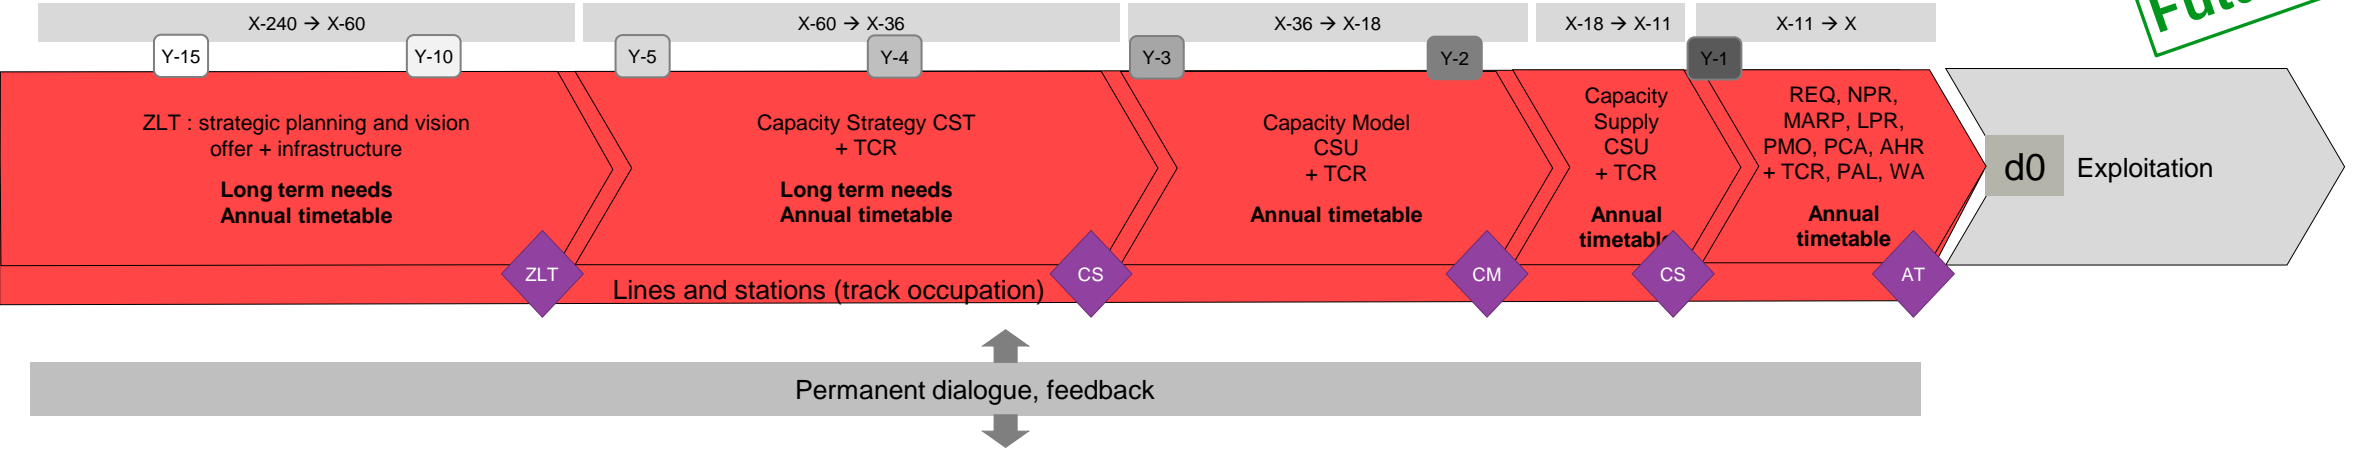 X-240 → X-60
X-60 → X-36
X-36 → X-18
X-18 → X-11
X-11 → X
Y-15
Y-10
Y-5
Y-4
Y-3
Y-2
Y-1
ZLT : strategic planning and vision
offer + infrastructure
Long term needs
Annual timetable
Capacity Strategy CST
+ TCR
Long term needs
Annual timetable
Capacity Model
CSU
+ TCR
Annual timetable
Capacity
Supply
CSU
+ TCR
Annual
timetable
REQ, NPR,
MARP, LPR,
PMO, PCA, AHR
+ TCR, PAL, WA
Annual
timetable
d0
Exploitation
ZLT
CS
CM
CS
AT
Lines and stations (track occupation)
Permanent dialogue, feedback